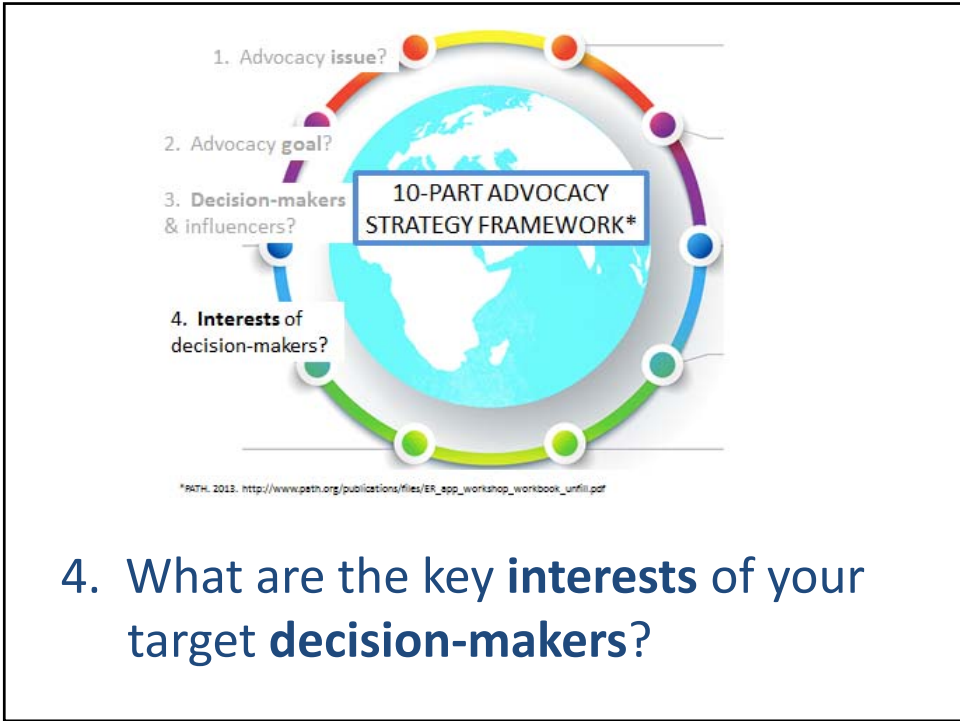 1. Advocacy issue?
2. Advocacy goal?
3. Decision-makers
& influencers?
10-PART ADVOCACY
STRATEGY FRAMEWORK*
4. Interests of
decision-makers?
*PATH. 2013. http://www.path.org/publications/files/ER_app_workshop_workbook_unfill.pdf
4. What are the key interests of your
target decision-makers?